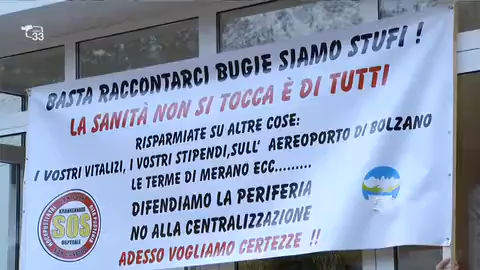 33
BASTA RACCONTARCI BUGIE SIAMO STUFI !
LA SANITÀ NON SI TOCCA È DI TUTTI
RISPARMIATE SU ALTRE COSE:
I VOSTRI VITALIZI, I VOSTRI STIPENDI, SULL' AEREOPORTO DI BOLZANO
LE TERME DI MERANO ECC.........
DIFENDIAMO LA PERIFERIA
NO ALLA CENTRALIZZAZIONE
ADESSO VOGLIAMO CERTEZZE !!
KRANKENHAUS
SOS
OSPEDALE